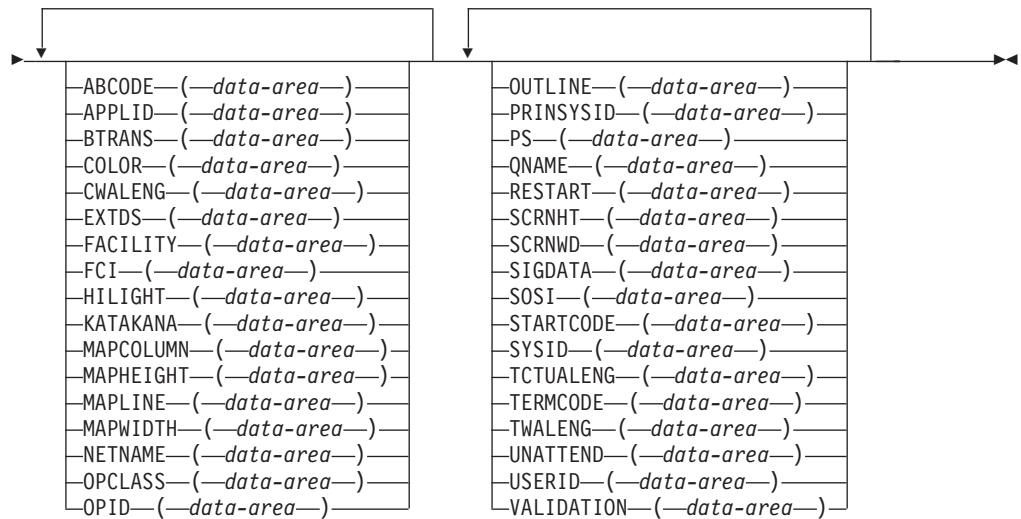 ABCODE (data-area)
APPLID (data-area)
BTRANS (data-area)
COLOR (data-area)
CWALENG (data-area)
EXTDS (data-area)
FACILITY (data-area)
FCI (data-area)
HILIGHT (data-area)
KATAKANA (data-area)
MAPCOLUMN (data-area)
MAPHEIGHT (data-area)
MAPLINE (data-area)
MAPWIDTH (data-area)
NETNAME (data-area)
OPCLASS (data-area)
OPID (data-area)
OUTLINE (data-area)
PRINSYSID (data-area)
PS (data-area)
QNAME (data-area)
RESTART (data-area)
SCRNHT (data-area)
SCRNWD (data-area)
SIGDATA (data-area)
SOSI (data-area)
STARTCODE (data-area)
SYSID (data-area)
TCTUALENG (data-area)
TERMCODE (data-area)
TWALENG (data-area)
UNATTEND (data-area)
USERID (data-area)
VALIDATION (data-area)